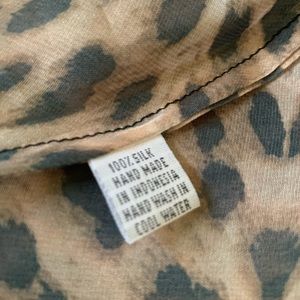 100% SILK
HAND MADE
IN INDONESIA
HAND WASH IN
COOL WATER